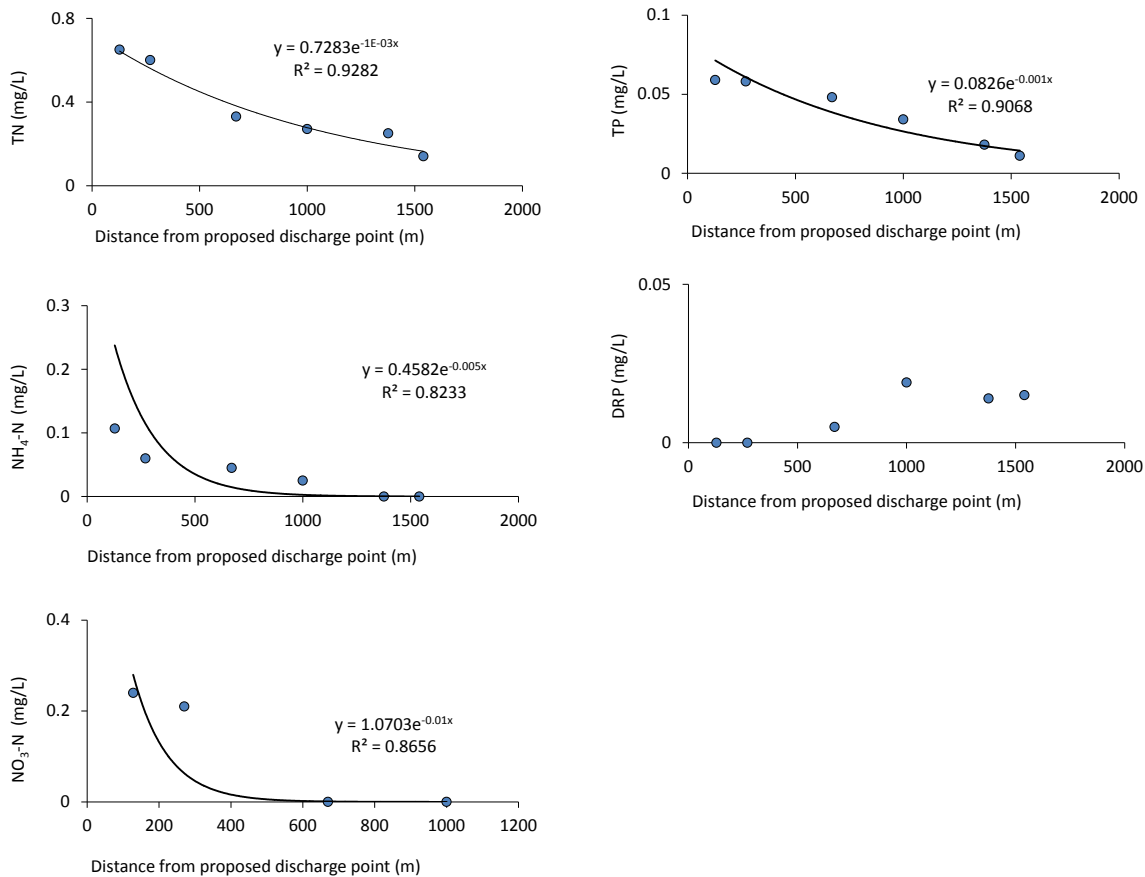 0.8
0.4
0
TN (mg/L)
y = 0.7283e^-1E-03x
R² = 0.9282
0 500 1000 1500 2000
Distance from proposed discharge point (m)
0.1
0.05
0
TP (mg/L)
y = 0.0826e^-0.001x
R² = 0.9068
0 500 1000 1500 2000
Distance from proposed discharge point (m)
0.3
0.2
0.1
0
NH₄-N (mg/L)
y = 0.4582e^-0.005x
R² = 0.8233
0 500 1000 1500 2000
Distance from proposed discharge point (m)
0.05
0
DRP (mg/L)
0 500 1000 1500 2000
Distance from proposed discharge point (m)
0.4
0.2
0
NO₃-N (mg/L)
y = 1.0703e^-0.01x
R² = 0.8656
0 200 400 600 800 1000 1200
Distance from proposed discharge point (m)